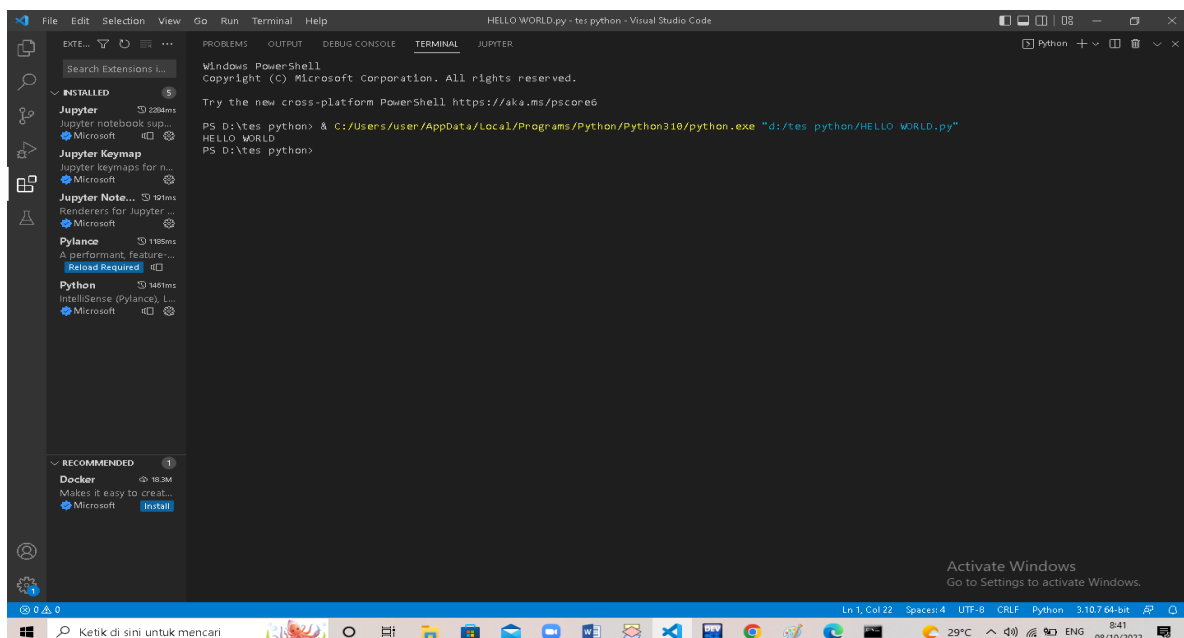 File Edit Selection View Go Run Terminal Help
HELLO WORLD.py - tes python - Visual Studio Code
EXTE...
Search Extensions i...
INSTALLED 5
Jupyter 2284ms
Jupyter notebook sup...
Microsoft
Jupyter Keymap
Jupyter keymaps for n...
Microsoft
Jupyter Note... 191ms
Renderers for Jupyter ...
Microsoft
Pylance 1185ms
A performant, feature-...
Reload Required
Python 1461ms
IntelliSense (Pylance), L...
Microsoft
RECOMMENDED 1
Docker 18.3M
Makes it easy to creat...
Microsoft Install
PROBLEMS OUTPUT DEBUG CONSOLE TERMINAL JUPYTER
Python
Windows PowerShell
Copyright (C) Microsoft Corporation. All rights reserved.
Try the new cross-platform PowerShell https://aka.ms/pscore6
PS D:\tes python> & C:/Users/user/AppData/Local/Programs/Python/Python310/python.exe "d:/tes python/HELLO WORLD.py"
HELLO WORLD
PS D:\tes python>
Activate Windows
Go to Settings to activate Windows.
1
0 0
Ln 1, Col 22 Spaces: 4 UTF-8 CRLF Python 3.10.7 64-bit
Ketik di sini untuk mencari
DEV
29°C
ENG
8:41
08/10/2022